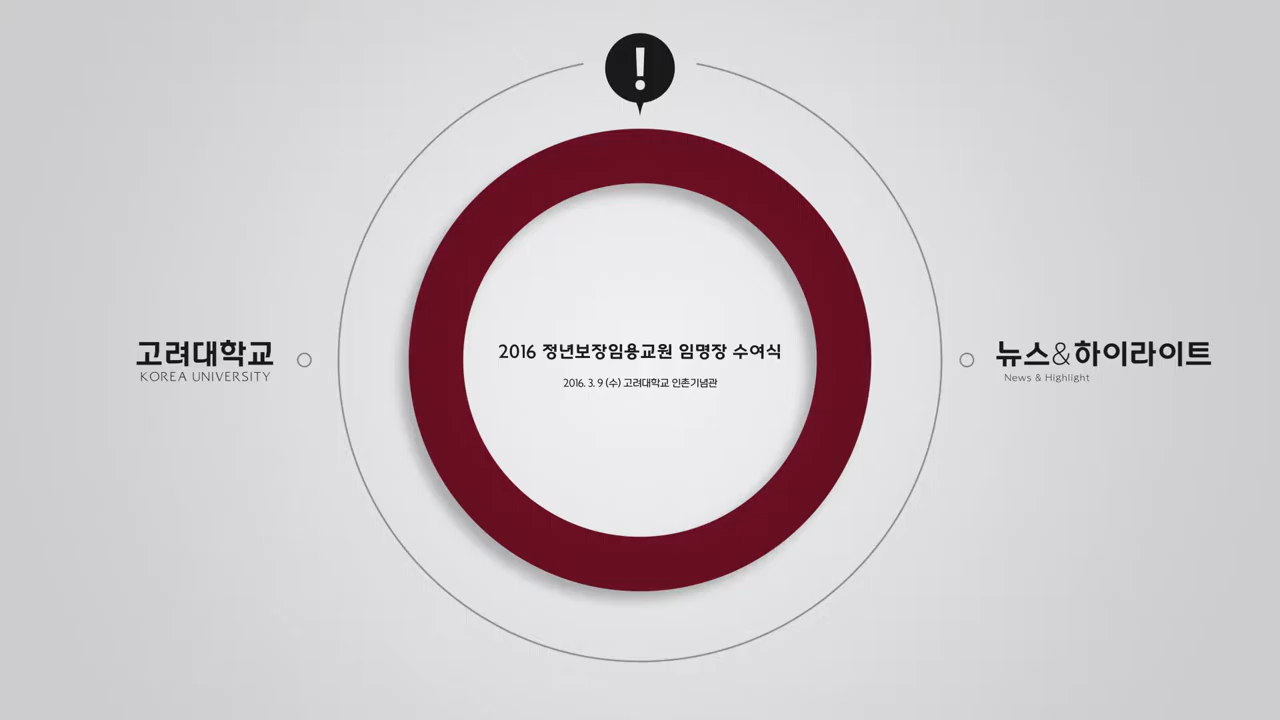 !
고려대학교
KOREA UNIVERSITY
2016 정년보장임용교원 임명장 수여식
2016. 3. 9 (수) 고려대학교 인촌기념관
뉴스&하이라이트
News & Highlight